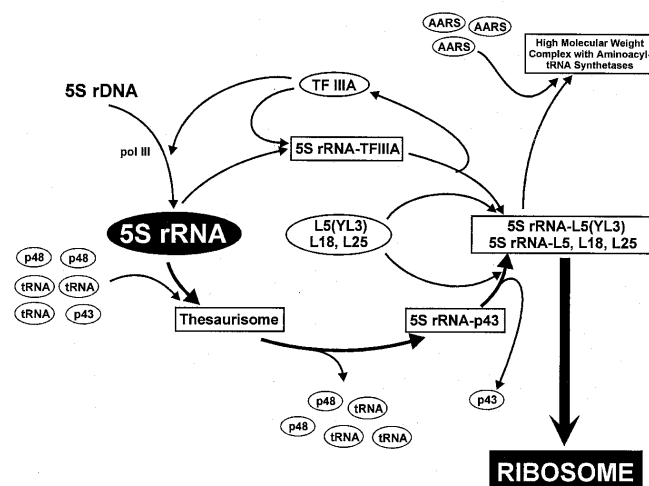 AARS
AARS
AARS
High Molecular Weight
Complex with Aminoacyl-
tRNA Synthetases
5S rDNA
TF IIIA
pol III
5S rRNA-TFIIIA
5S rRNA
L5(YL3)
L18, L25
5S rRNA-L5(YL3)
5S rRNA-L5, L18, L25
p48
p48
tRNA
tRNA
tRNA
p43
Thesaurisome
5S rRNA-p43
p48
tRNA
p48
tRNA
tRNA
p43
RIBOSOME